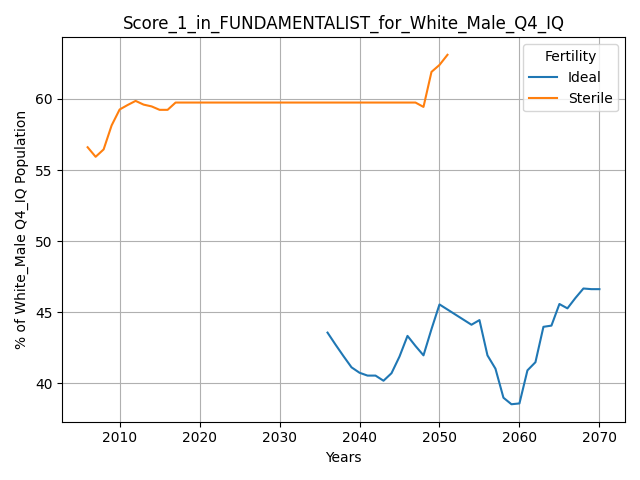 Score_1_in_FUNDAMENTALIST_for_White_Male_Q4_IQ
Fertility
Ideal
Sterile
% of White_Male Q4_IQ Population
60
55
50
45
40
2010
2020
2030
2040
2050
2060
2070
Years